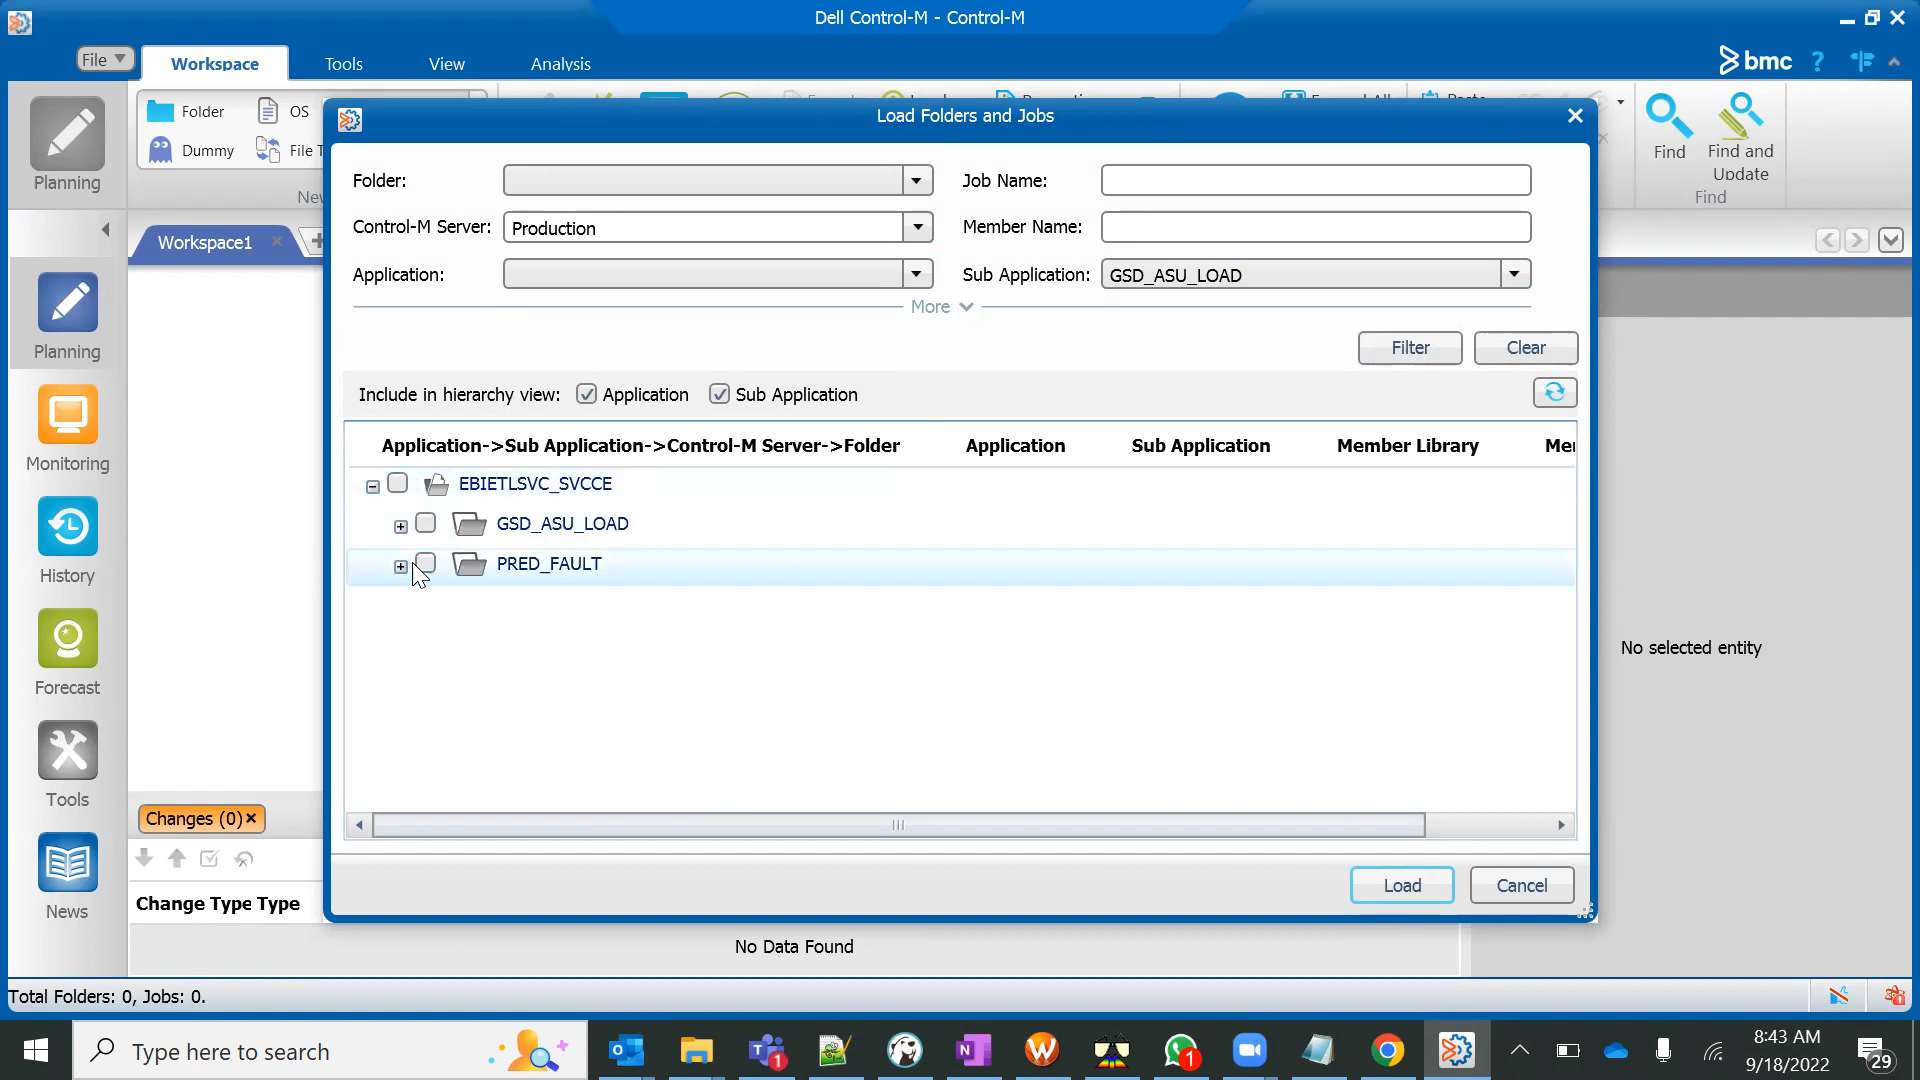 Dell Control-M - Control-M
File
Workspace
Tools
View
Analysis
bmc
?
Planning
Folder
OS
Dummy
File T
Find
Find and Update
Find
Load Folders and Jobs
Folder:
Job Name:
Control-M Server:
Production
Member Name:
Application:
Sub Application:
GSD_ASU_LOAD
More
Filter
Clear
Include in hierarchy view:
Application
Sub Application
Application->Sub Application->Control-M Server->Folder
Application
Sub Application
Member Library
Mer
EBIETLSVC_SVCCE
GSD_ASU_LOAD
PRED_FAULT
Load
Cancel
Workspace1
Planning
Monitoring
History
Forecast
Tools
News
No selected entity
Changes (0)
Change Type Type
No Data Found
Total Folders: 0, Jobs: 0.
Type here to search
1
1
8:43 AM
9/18/2022
29